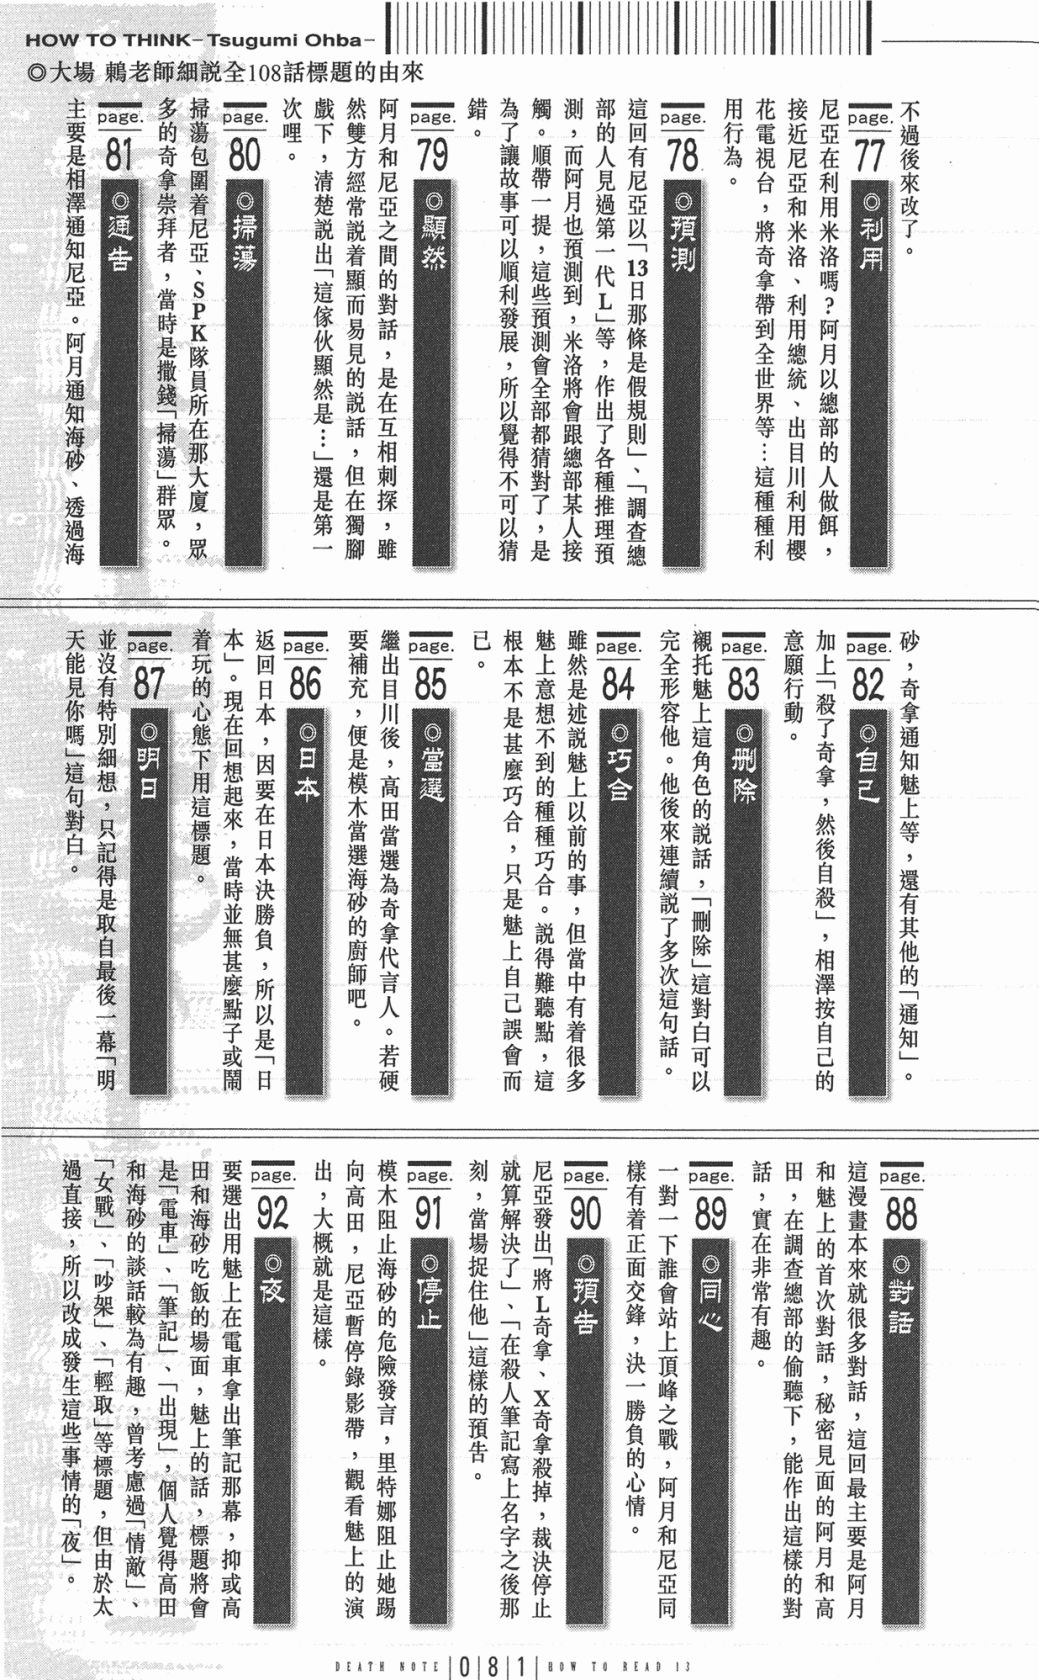 HOW TO THINK－Tsugumi Ohba－
◎大場 鶫老師細說全108話標題的由來
不過後來改了。
page.
77
◎利用
尼亞在利用米洛嗎？阿月以總部的人做餌，
接近尼亞和米洛、利用總統、出目川利用櫻
花電視台，將奇拿帶到全世界等…這種種利
用行為。
page.
78
◎預測
這回有尼亞以「13日那條是假規則」、「調查總
部的人見過第一代L」等，作出了各種推理預
測，而阿月也預測到，米洛將會跟總部某人接
觸。順帶一提，這些預測會全部都猜對了，是
為了讓故事可以順利發展，所以覺得不可以猜
錯。
page.
79
◎顯然
阿月和尼亞之間的對話，是在互相刺探，雖
然雙方經常說着顯而易見的說話，但在獨腳
戲下，清楚說出「這傢伙顯然是…」還是第一
次哩。
page.
80
◎掃蕩
掃蕩包圍着尼亞、SPK隊員所在那大廈，眾
多的奇拿崇拜者，當時是撒錢「掃蕩」群眾。
page.
81
◎通告
主要是相澤通知尼亞。阿月通知海砂、透過海
砂，奇拿通知魅上等，還有其他的「通知」。
page.
82
◎自己
加上「殺了奇拿，然後自殺」，相澤按自己的
意願行動。
page.
83
◎刪除
襯托魅上這角色的說話，「刪除」這對白可以
完全形容他。他後來連續說了多次這句話。
page.
84
◎巧合
雖然是述說魅上以前的事，但當中有着很多
魅上意想不到的種種巧合。說得難聽點，這
根本不是甚麼巧合，只是魅上自己誤會而
已。
page.
85
◎當選
繼出目川後，高田當選為奇拿代言人。若硬
要補充，便是模木當選海砂的廚師吧。
page.
86
◎日本
返回日本，因要在日本決勝負，所以是「日
本」。現在回想起來，當時並無甚麼點子或鬧
着玩的心態下用這標題。
page.
87
◎明日
並沒有特別細想，只記得是取自最後一幕「明
天能見你嗎」這句對白。
page.
88
◎對話
這漫畫本來就很多對話，這回最主要是阿月
和魅上的首次對話，秘密見面的阿月和高
田，在調查總部的偷聽下，能作出這樣的對
話，實在非常有趣。
page.
89
◎同心
一對一下誰會站上頂峰之戰，阿月和尼亞同
樣有着正面交鋒，決一勝負的心情。
page.
90
◎預告
尼亞發出「將L奇拿、X奇拿殺掉，裁決停止
就算解決了」、「在殺人筆記寫上名字之後那
刻，當場捉住他」這樣的預告。
page.
91
◎停止
模木阻止海砂的危險發言，里特娜阻止她踢
向高田，尼亞暫停錄影帶，觀看魅上的演
出，大概就是這樣。
page.
92
◎夜
要選出用魅上在電車拿出筆記那幕，抑或高
田和海砂吃飯的場面，魅上的話，標題將會
是「電車」、「筆記」、「出現」，個人覺得高田
和海砂的談話較為有趣，曾考慮過「情敵」、
「女戰」、「吵架」、「輕取」等標題，但由於太
過直接，所以改成發生這些事情的「夜」。
DEATH NOTE |0|8|1| HOW TO READ 13